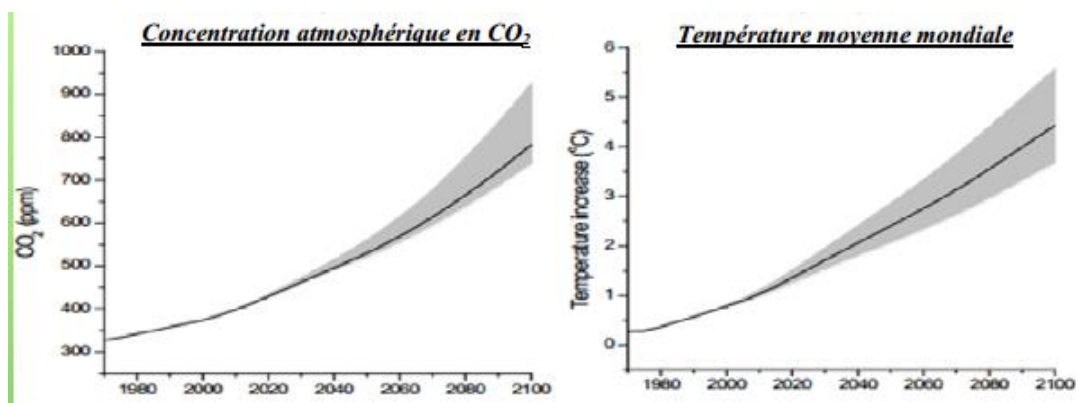 Concentration atmosphérique en CO2
1000
900
800
700
600
500
400
300
CO2 (ppm)
1980 2000 2020 2040 2060 2080 2100
Température moyenne mondiale
6
5
4
3
2
1
0
Temperature increase (°C)
1980 2000 2020 2040 2060 2080 2100